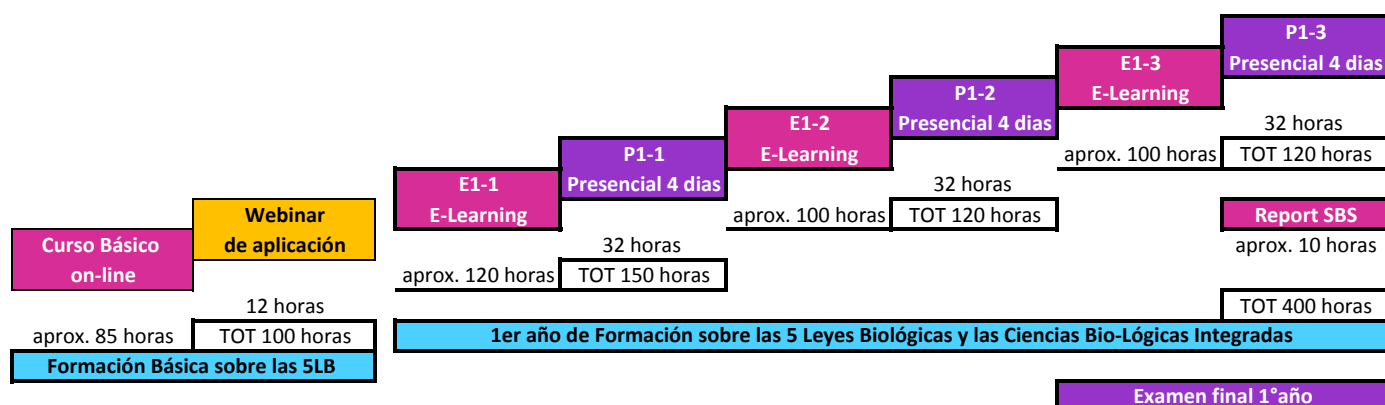 P1-3
Presencial 4 dias
E1-3
E-Learning
32 horas
aprox. 100 horas
TOT 120 horas
P1-2
Presencial 4 dias
E1-2
E-Learning
32 horas
aprox. 100 horas
TOT 120 horas
P1-1
Presencial 4 dias
E1-1
E-Learning
32 horas
aprox. 120 horas
TOT 150 horas
Report SBS
aprox. 10 horas
TOT 400 horas
Webinar
de aplicación
Curso Básico
on-line
12 horas
aprox. 85 horas
TOT 100 horas
1er año de Formación sobre las 5 Leyes Biológicas y las Ciencias Bio-Lógicas Integradas
Formación Básica sobre las 5LB
Examen final 1°año